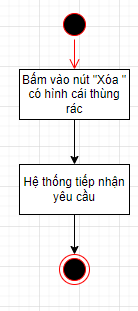 Bấm vào nút "Xóa "
có hình cái thùng
rác
Hệ thống tiếp nhận
yêu cầu